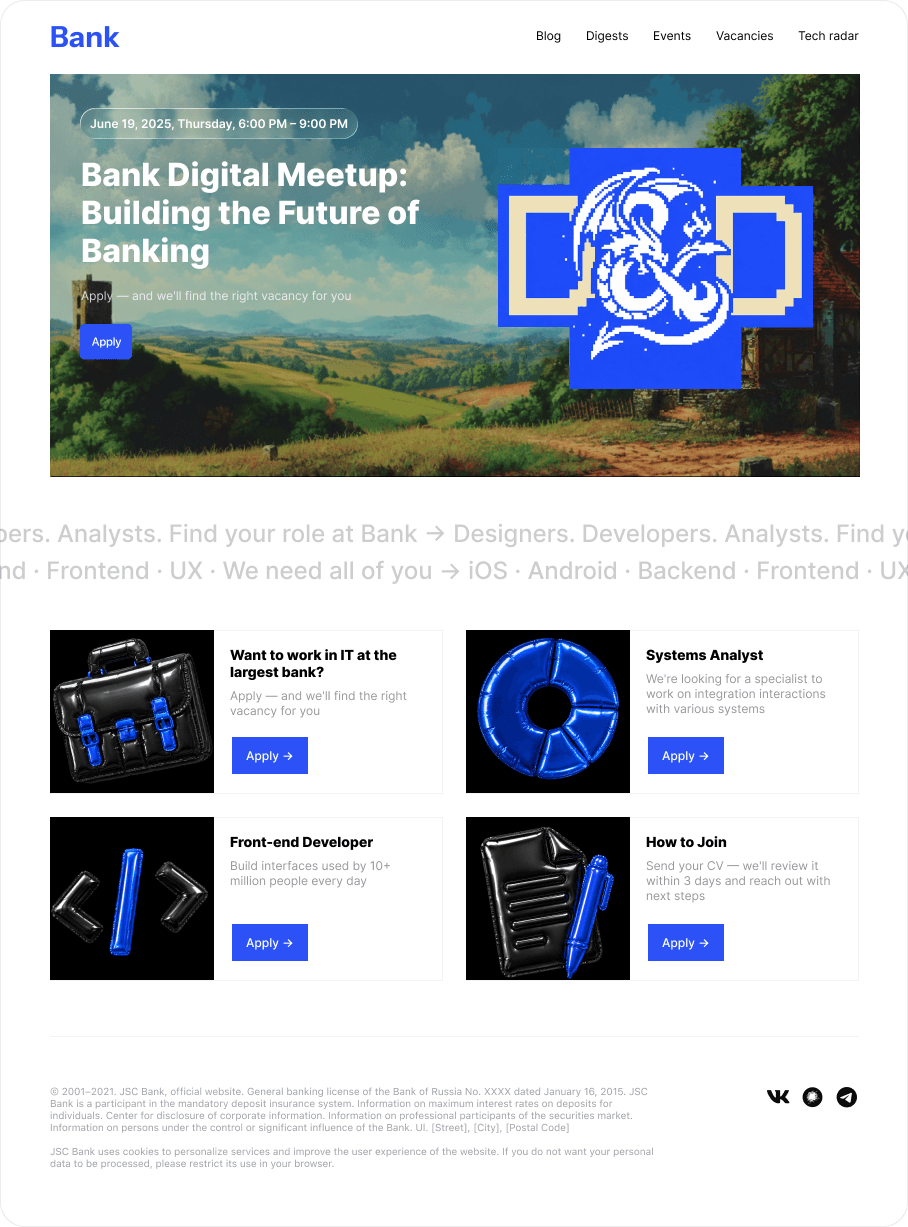 Bank
Blog Digests Events Vacancies Tech radar
June 19, 2025, Thursday, 6:00 PM – 9:00 PM
Bank Digital Meetup:
Building the Future of
Banking
Apply — and we'll find the right vacancy for you
Apply
D D
pers. Analysts. Find your role at Bank → Designers. Developers. Analysts. Find yo
nd · Frontend · UX · We need all of you → iOS · Android · Backend · Frontend · UX
Want to work in IT at the
largest bank?
Apply — and we'll find the right
vacancy for you
Apply →
Systems Analyst
We're looking for a specialist to
work on integration interactions
with various systems
Apply →
Front-end Developer
Build interfaces used by 10+
million people every day
Apply →
How to Join
Send your CV — we'll review it
within 3 days and reach out with
next steps
Apply →
© 2001–2021. JSC Bank, official website. General banking license of the Bank of Russia No. XXXX dated January 16, 2015. JSC
Bank is a participant in the mandatory deposit insurance system. Information on maximum interest rates on deposits for
individuals. Center for disclosure of corporate information. Information on professional participants of the securities market.
Information on persons under the control or significant influence of the Bank. Ul. [Street], [City], [Postal Code]
JSC Bank uses cookies to personalize services and improve the user experience of the website. If you do not want your personal
data to be processed, please restrict its use in your browser.